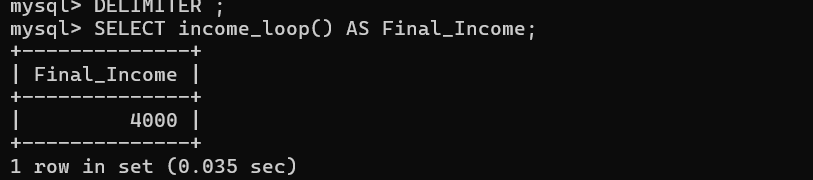 mysql> DELIMITER ;
mysql> SELECT income_loop() AS Final_Income;
+--------------+
| Final_Income |
+--------------+
|         4000 |
+--------------+
1 row in set (0.035 sec)